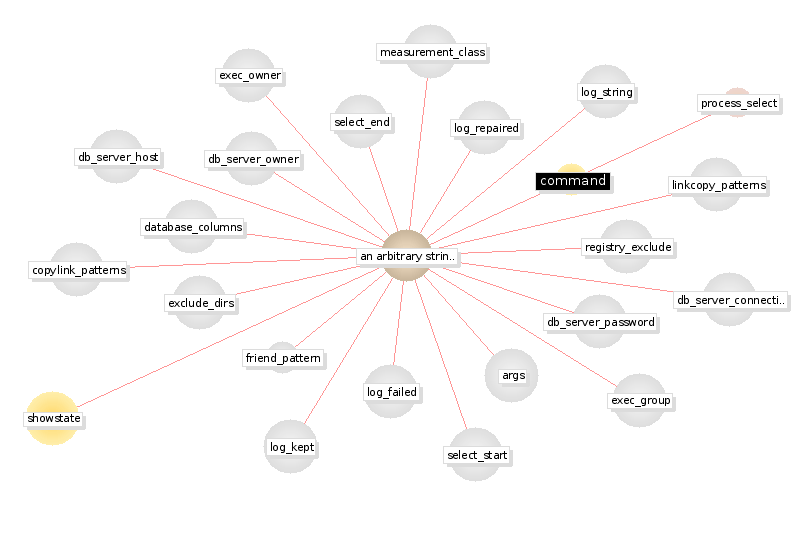 measurement_class
exec_owner
log_string
process_select
select_end
log_repaired
db_server_host
db_server_owner
command
linkcopy_patterns
database_columns
registry_exclude
an arbitrary strin..
copylink_patterns
exclude_dirs
db_server_connecti..
db_server_password
friend_pattern
args
log_failed
exec_group
showstate
log_kept
select_start